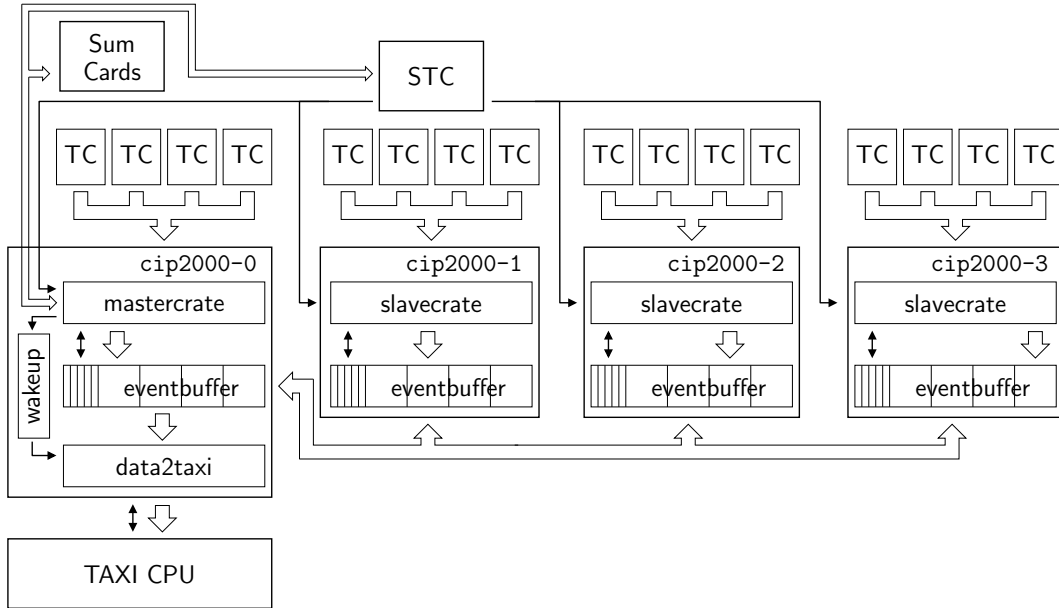 Sum
Cards
STC
TC TC TC TC
TC TC TC TC
TC TC TC TC
TC TC TC TC
cip2000-0
mastercrate
wakeup
eventbuffer
data2taxi
cip2000-1
slavecrate
eventbuffer
cip2000-2
slavecrate
eventbuffer
cip2000-3
slavecrate
eventbuffer
TAXI CPU